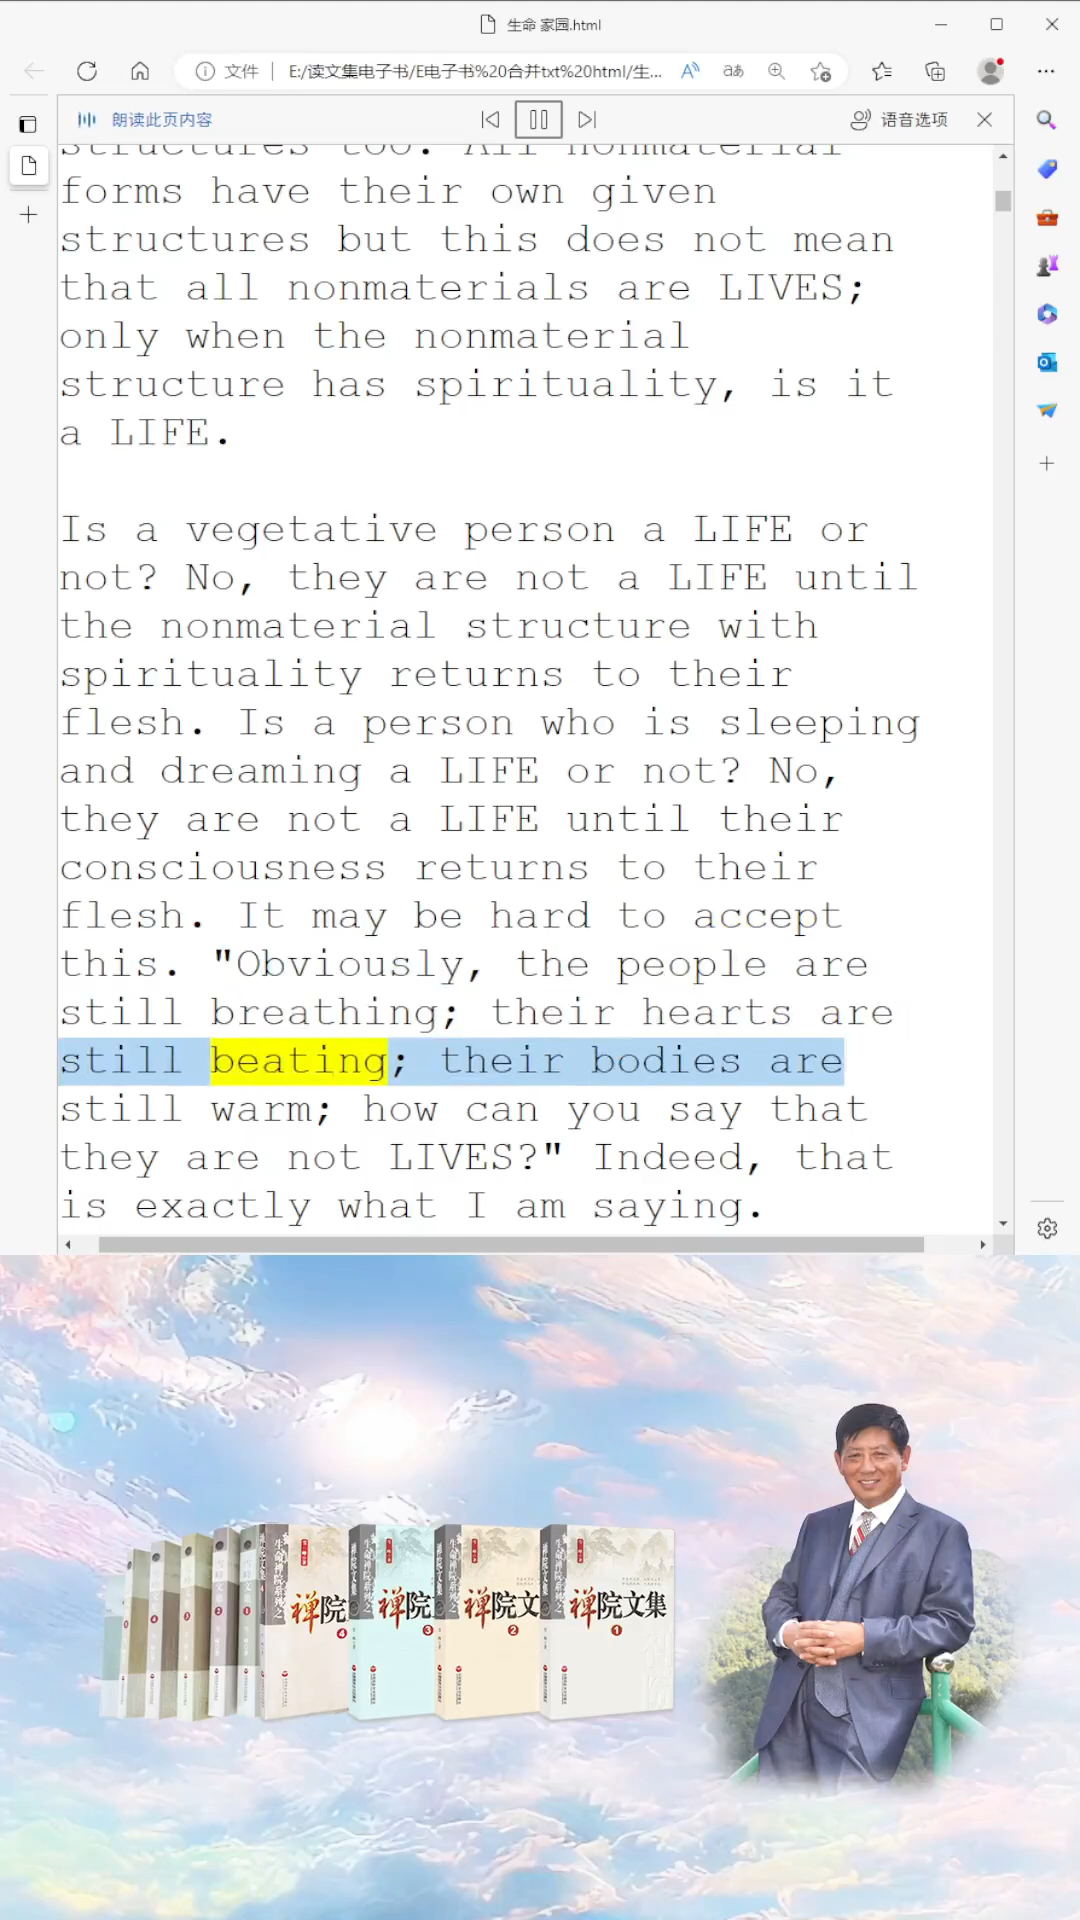 生命 家园.html
文件
E:/读文集电子书/E电子书%20合并txt%20html/生...
朗读此页内容
语音选项
structures too. All nonmaterial
forms have their own given
structures but this does not mean
that all nonmaterials are LIVES;
only when the nonmaterial
structure has spirituality, is it
a LIFE.
Is a vegetative person a LIFE or
not? No, they are not a LIFE until
the nonmaterial structure with
spirituality returns to their
flesh. Is a person who is sleeping
and dreaming a LIFE or not? No,
they are not a LIFE until their
consciousness returns to their
flesh. It may be hard to accept
this. "Obviously, the people are
still breathing; their hearts are
still beating; their bodies are
still warm; how can you say that
they are not LIVES?" Indeed, that
is exactly what I am saying.
禅院
4
禅院
3
禅院文
2
禅院文集
1